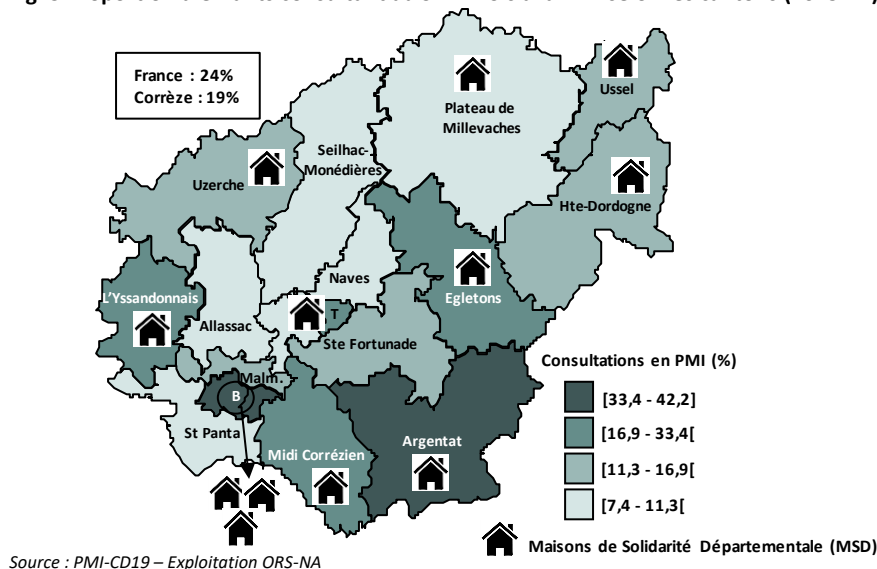 France : 24%
Corrèze : 19%
Ussel
Plateau de
Millevaches
Seilhac-
Monédières
Uzerche
Hte-Dordogne
Naves
L'Yssandonnais
Egletons
T
Allassac
Ste Fortunade
Consultations en PMI (%)
Malm.
[33,4 - 42,2]
B
[16,9 - 33,4[
St Panta
Argentat
Midi Corrézien
[11,3 - 16,9[
[7,4 - 11,3[
Maisons de Solidarité Départementale (MSD)
Source : PMI-CD19 – Exploitation ORS-NA